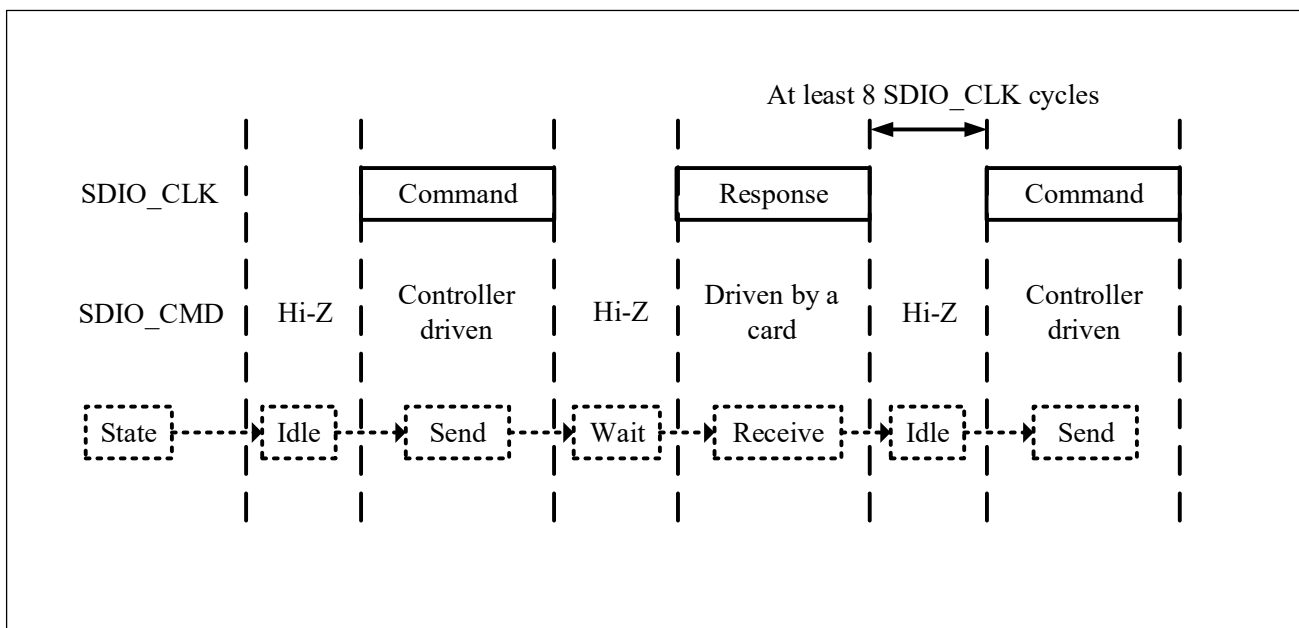 At least 8 SDIO_CLK cycles
SDIO_CLK Command Response Command
SDIO_CMD Hi-Z Controller driven Hi-Z Driven by a card Hi-Z Controller driven
State Idle Send Wait Receive Idle Send